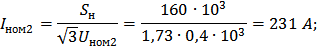 I_ном2 = S_н / (√3 U_ном2) = 160 · 10³ / (1,73 · 0,4 · 10³) = 231 А;